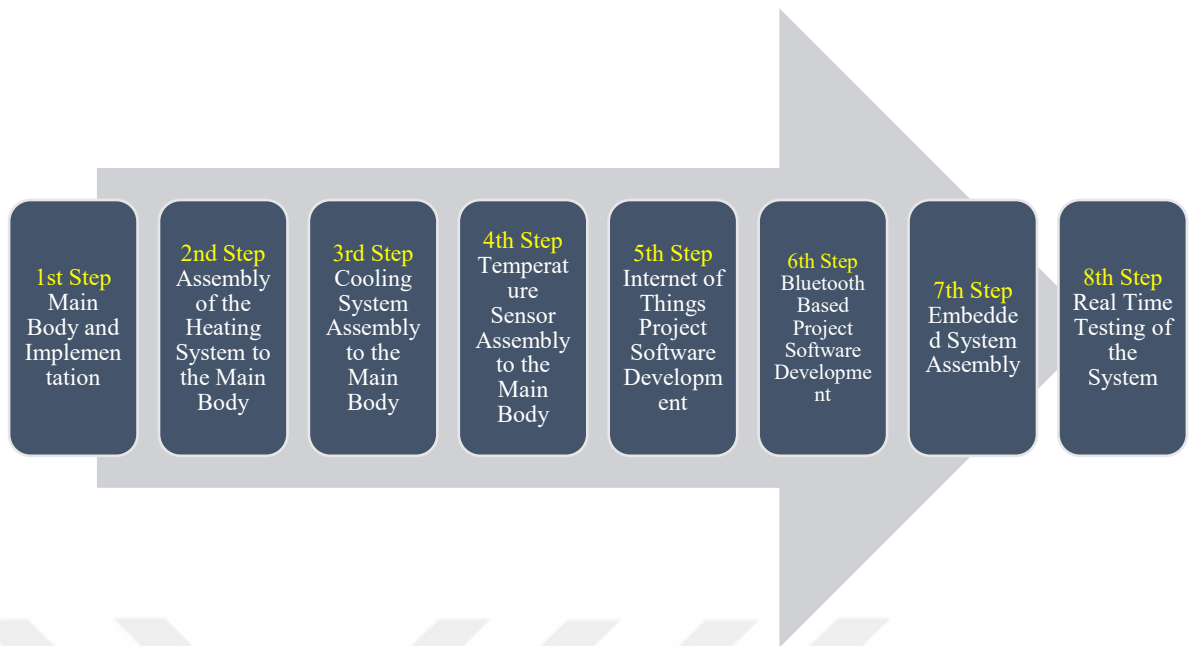 1st Step
Main
Body and
Implemen
tation
2nd Step
Assembly
of the
Heating
System to
the Main
Body
3rd Step
Cooling
System
Assembly
to the
Main
Body
4th Step
Temperat
ure
Sensor
Assembly
to the
Main
Body
5th Step
Internet of
Things
Project
Software
Developm
ent
6th Step
Bluetooth
Based
Project
Software
Developme
nt
7th Step
Embedde
d System
Assembly
8th Step
Real Time
Testing of
the
System